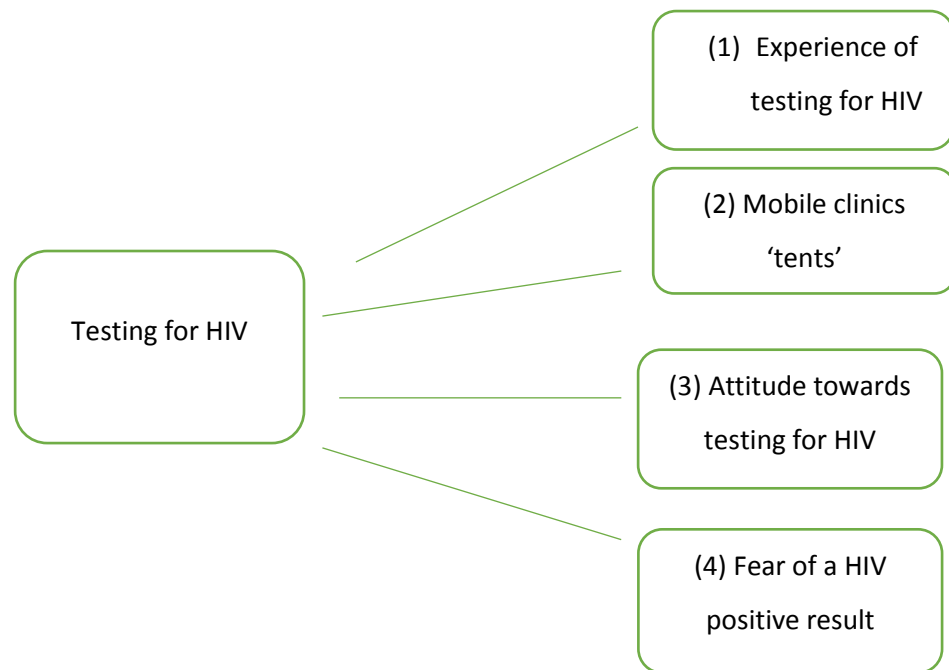 (1) Experience of
testing for HIV
(2) Mobile clinics
‘tents’
Testing for HIV
(3) Attitude towards
testing for HIV
(4) Fear of a HIV
positive result